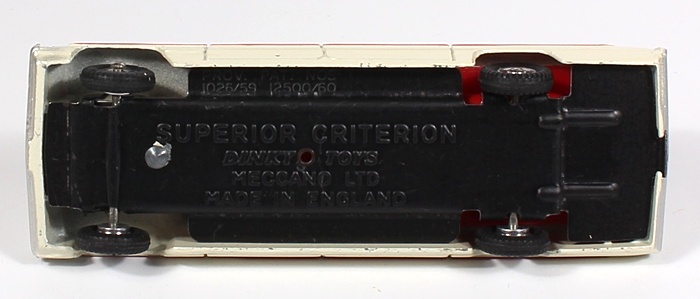 PROV. PAT. NOS
1026/59 12500/60
SUPERIOR CRITERION
DINKY TOYS
MECCANO LTD
MADE IN ENGLAND